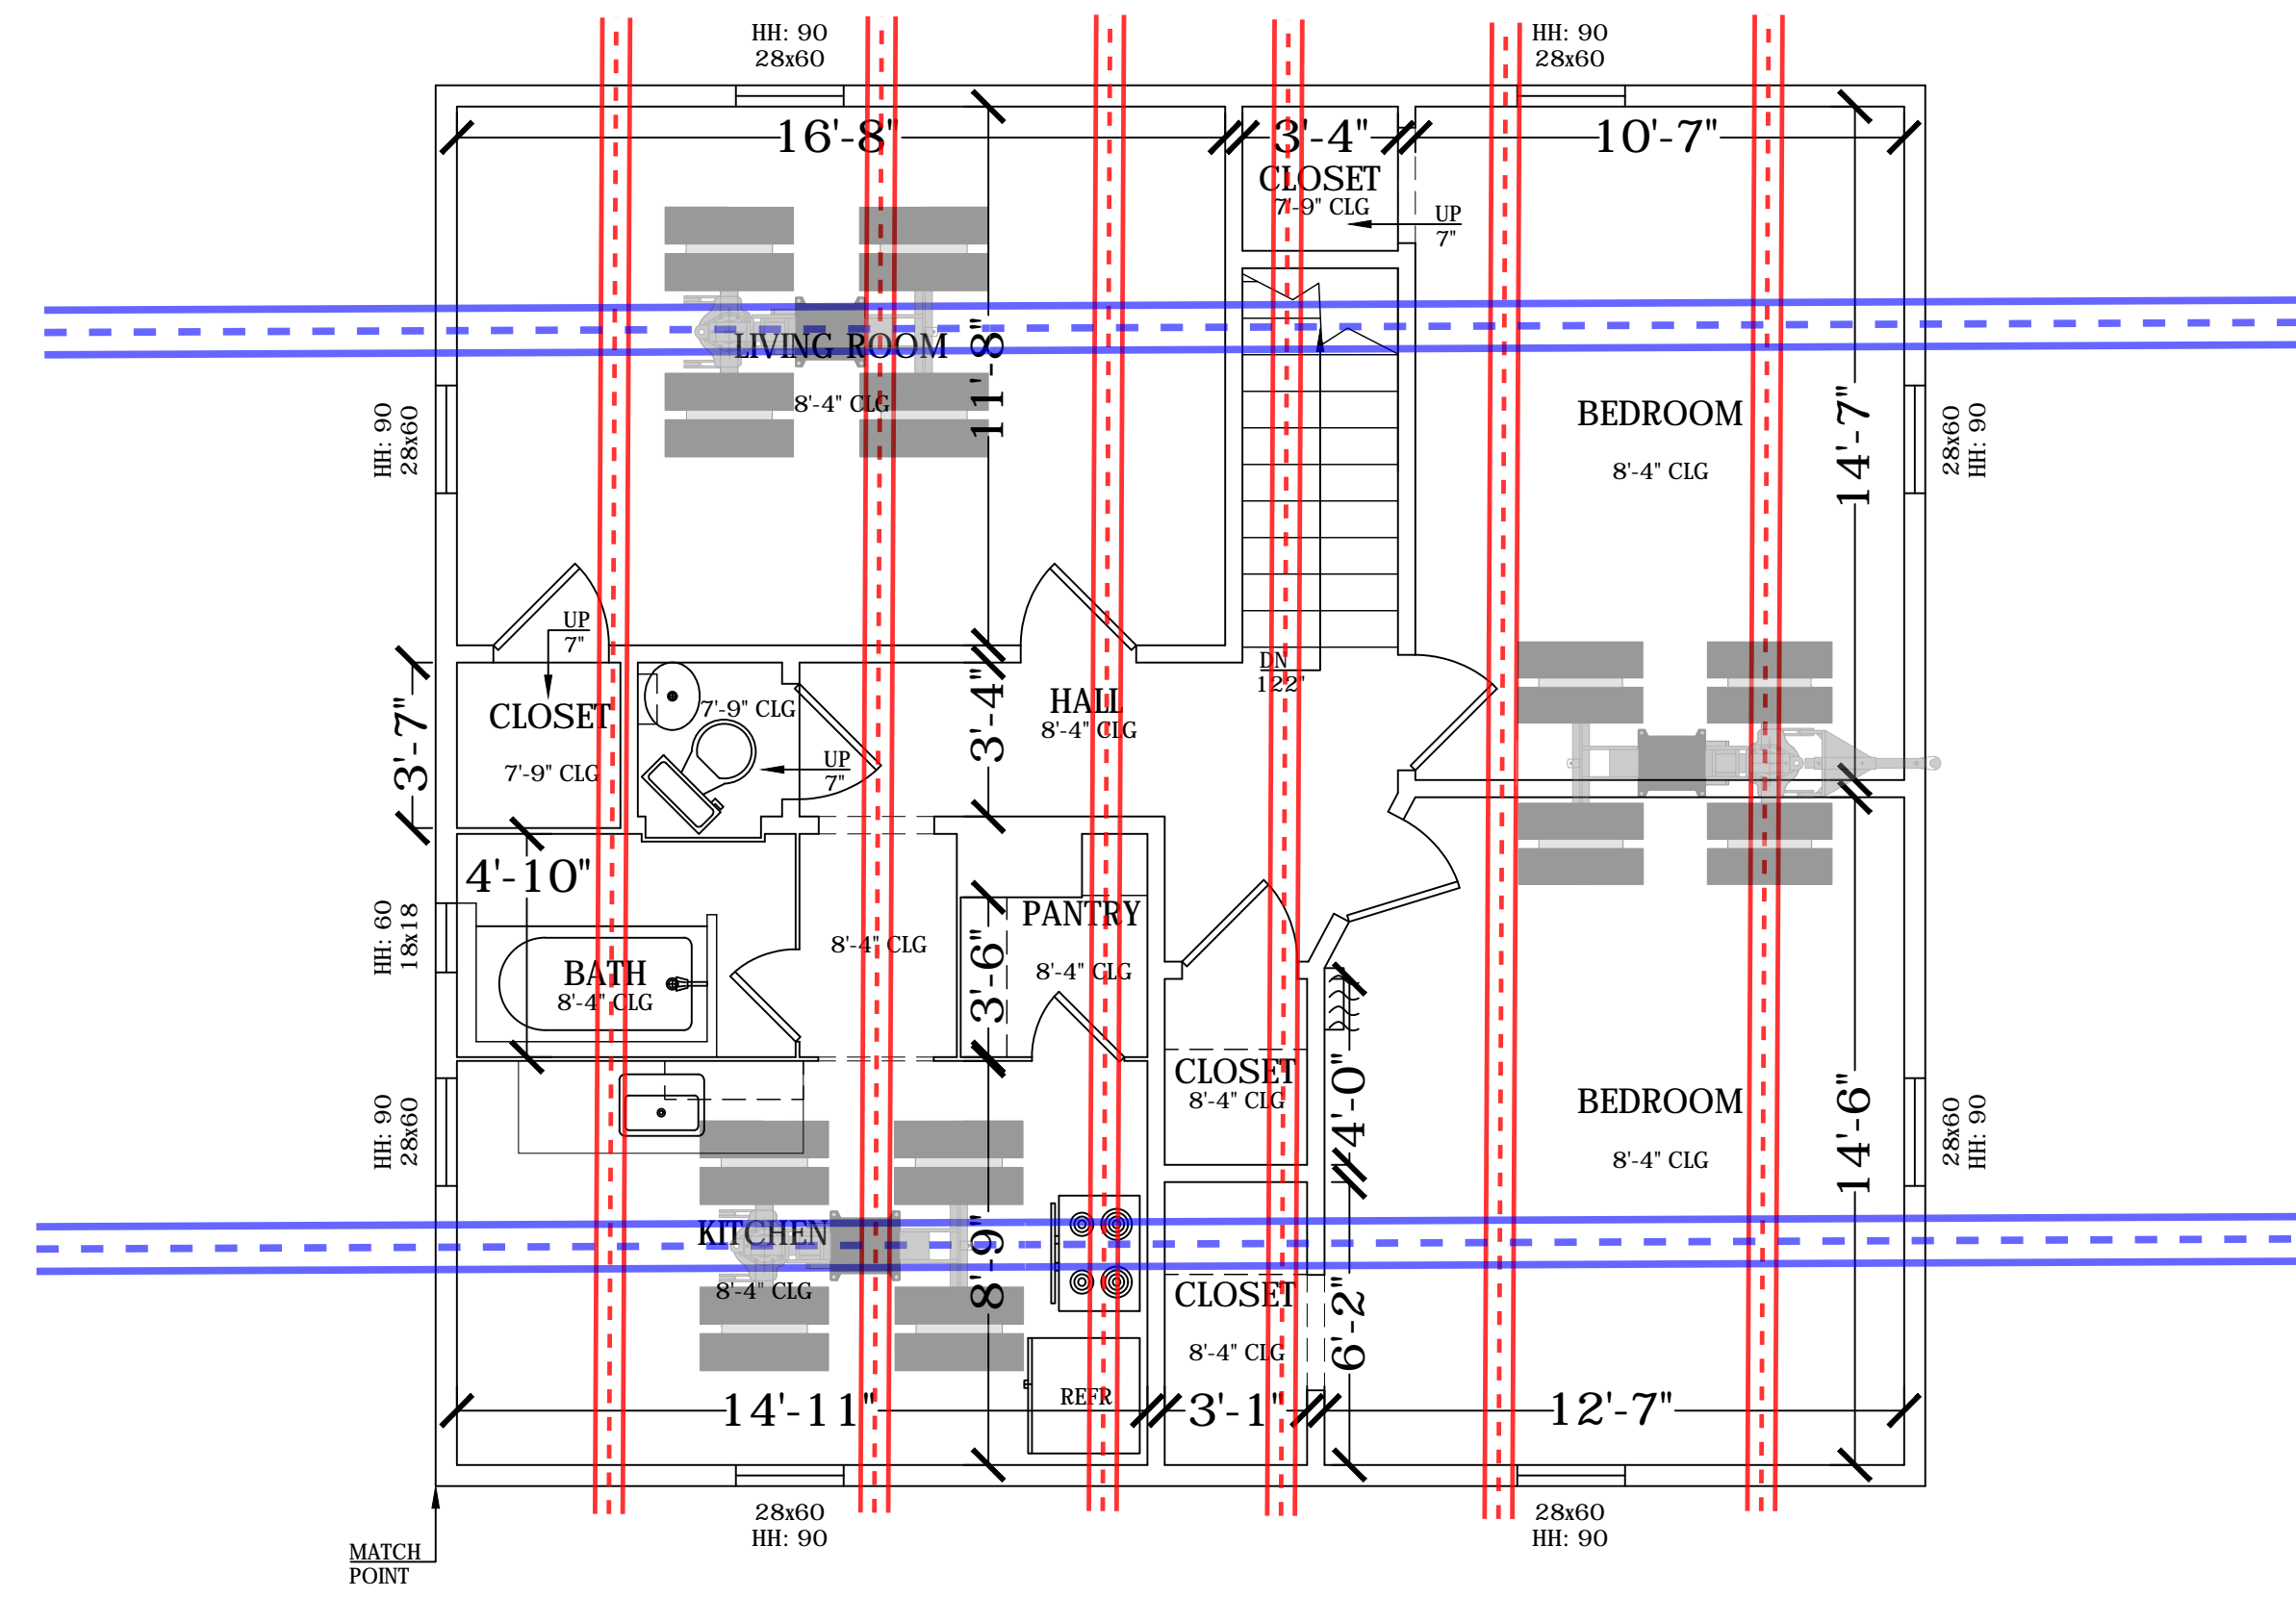 HH: 90
28x60
HH: 90
28x60
16'-8"
3'-4"
10'-7"
CLOSET
7'-9" CLG
UP
7"
LIVING ROOM
8'-4" CLG
11'-8"
BEDROOM
8'-4" CLG
14'-7"
HH: 90
28x60
28x60
HH: 90
UP
7"
DN
122"
CLOSET
7'-9" CLG
3'-7"
7'-9" CLG
UP
7"
3'-4"
HALL
8'-4" CLG
4'-10"
HH: 60
18x18
BATH
8'-4" CLG
8'-4" CLG
3'-6"
PANTRY
8'-4" CLG
CLOSET
8'-4" CLG
4'-0"
BEDROOM
8'-4" CLG
14'-6"
HH: 90
28x60
28x60
HH: 90
KITCHEN
8'-4" CLG
8'-9"
CLOSET
8'-4" CLG
6'-2"
REFR
14'-11"
3'-1"
12'-7"
28x60
HH: 90
28x60
HH: 90
MATCH
POINT